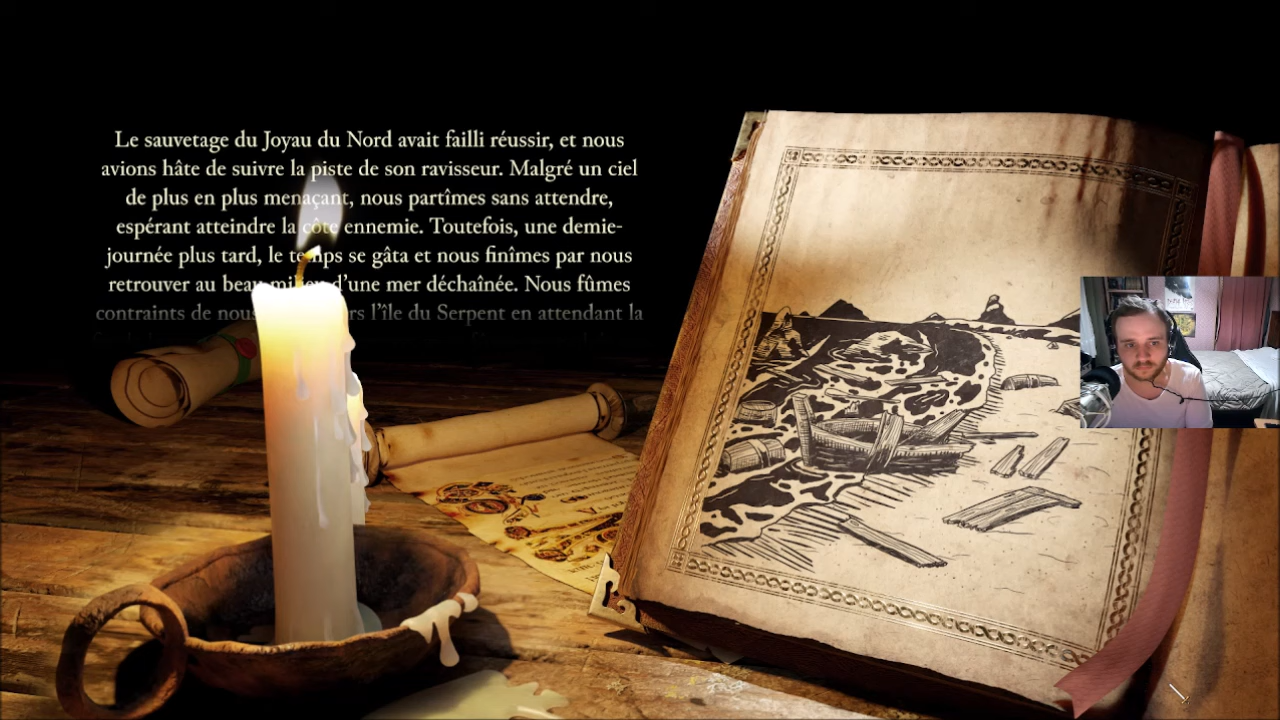 Le sauvetage du Joyau du Nord avait failli réussir, et nous
avions hâte de suivre la piste de son ravisseur. Malgré un ciel
de plus en plus menaçant, nous partîmes sans attendre,
espérant atteindre la côte ennemie. Toutefois, une demie-
journée plus tard, le temps se gâta et nous finîmes par nous
retrouver au beau milieu d'une mer déchaînée. Nous fûmes
contraints de nous l'île du Serpent en attendant la